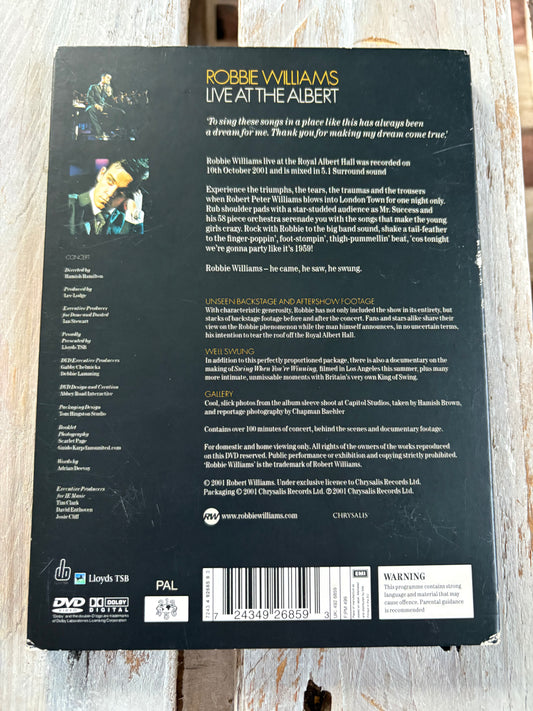 ROBBIE WILLIAMS
LIVE AT THE ALBERT
'To sing these songs in a place like this has always been
a dream for me. Thank you for making my dream come true.'
Robbie Williams live at the Royal Albert Hall was recorded on
10th October 2001 and is mixed in 5.1 Surround sound
Experience the triumphs, the tears, the traumas and the trousers
when Robert Peter Williams blows into London Town for one night only.
Rub shoulder pads with a star-studded audience as Mr. Success and
his 58 piece orchestra serenade you with the songs that make the young
girls crazy. Rock with Robbie to the big band sound, shake a tail-feather
to the finger-poppin', foot-stompin', thigh-pummellin' beat, 'cos tonight
we're gonna party like it's 1959!
Robbie Williams – he came, he saw, he swung.
UNSEEN BACKSTAGE AND AFTERSHOW FOOTAGE
With characteristic generosity, Robbie has not only included the show in its entirety, but
stacks of backstage footage before and after the concert. Fans and stars alike share their
view on the Robbie phenomenon while the man himself announces, in no uncertain terms,
his intention to tear the roof off the Royal Albert Hall.
WELL SWUNG
In addition to this perfectly proportioned package, there is also a documentary on the
making of Swing When You're Winning, filmed in Los Angeles this summer, plus many
more intimate, unmissable moments with Britain's very own King of Swing.
GALLERY
Cool, slick photos from the album sleeve shoot at Capitol Studios, taken by Hamish Brown,
and reportage photography by Chapman Baehler
Contains over 100 minutes of concert, behind the scenes and documentary footage.
For domestic and home viewing only. All rights of the owners of the works reproduced
on this DVD reserved. Public performance or exhibition and copying strictly prohibited.
'Robbie Williams' is the trademark of Robert Williams.
© 2001 Robert Williams. Under exclusive licence to Chrysalis Records Ltd.
Packaging © 2001 Chrysalis Records Ltd. ℗ 2001 Chrysalis Records Ltd.
RW www.robbiewilliams.com CHRYSALIS
CONCERT
Directed by
Hamish Hamilton
Produced by
Lee Lodge
Executive Producer
for Done and Dusted
Ian Stewart
Proudly
Presented by
Lloyds TSB
DVD Executive Producers
Gabby Chelmicka
Debbie Lamming
DVD Design and Creation
Abbey Road Interactive
Packaging Design
Tom Hingston Studio
Booklet
Photography
Scarlet Page
Words by
Adrian Deevoy
Executive Producers
for IE Music
Tim Clark
David Enthoven
Josie Cliff
Lloyds TSB
PAL
DVD
VIDEO
DOLBY
DIGITAL
'Dolby' and the double-D logo are trademarks
of Dolby Laboratories Licensing Corporation
7 24349 26859 3
EMI
WARNING
This programme contains strong
language and material that may
cause offence. Parental guidance
is recommended